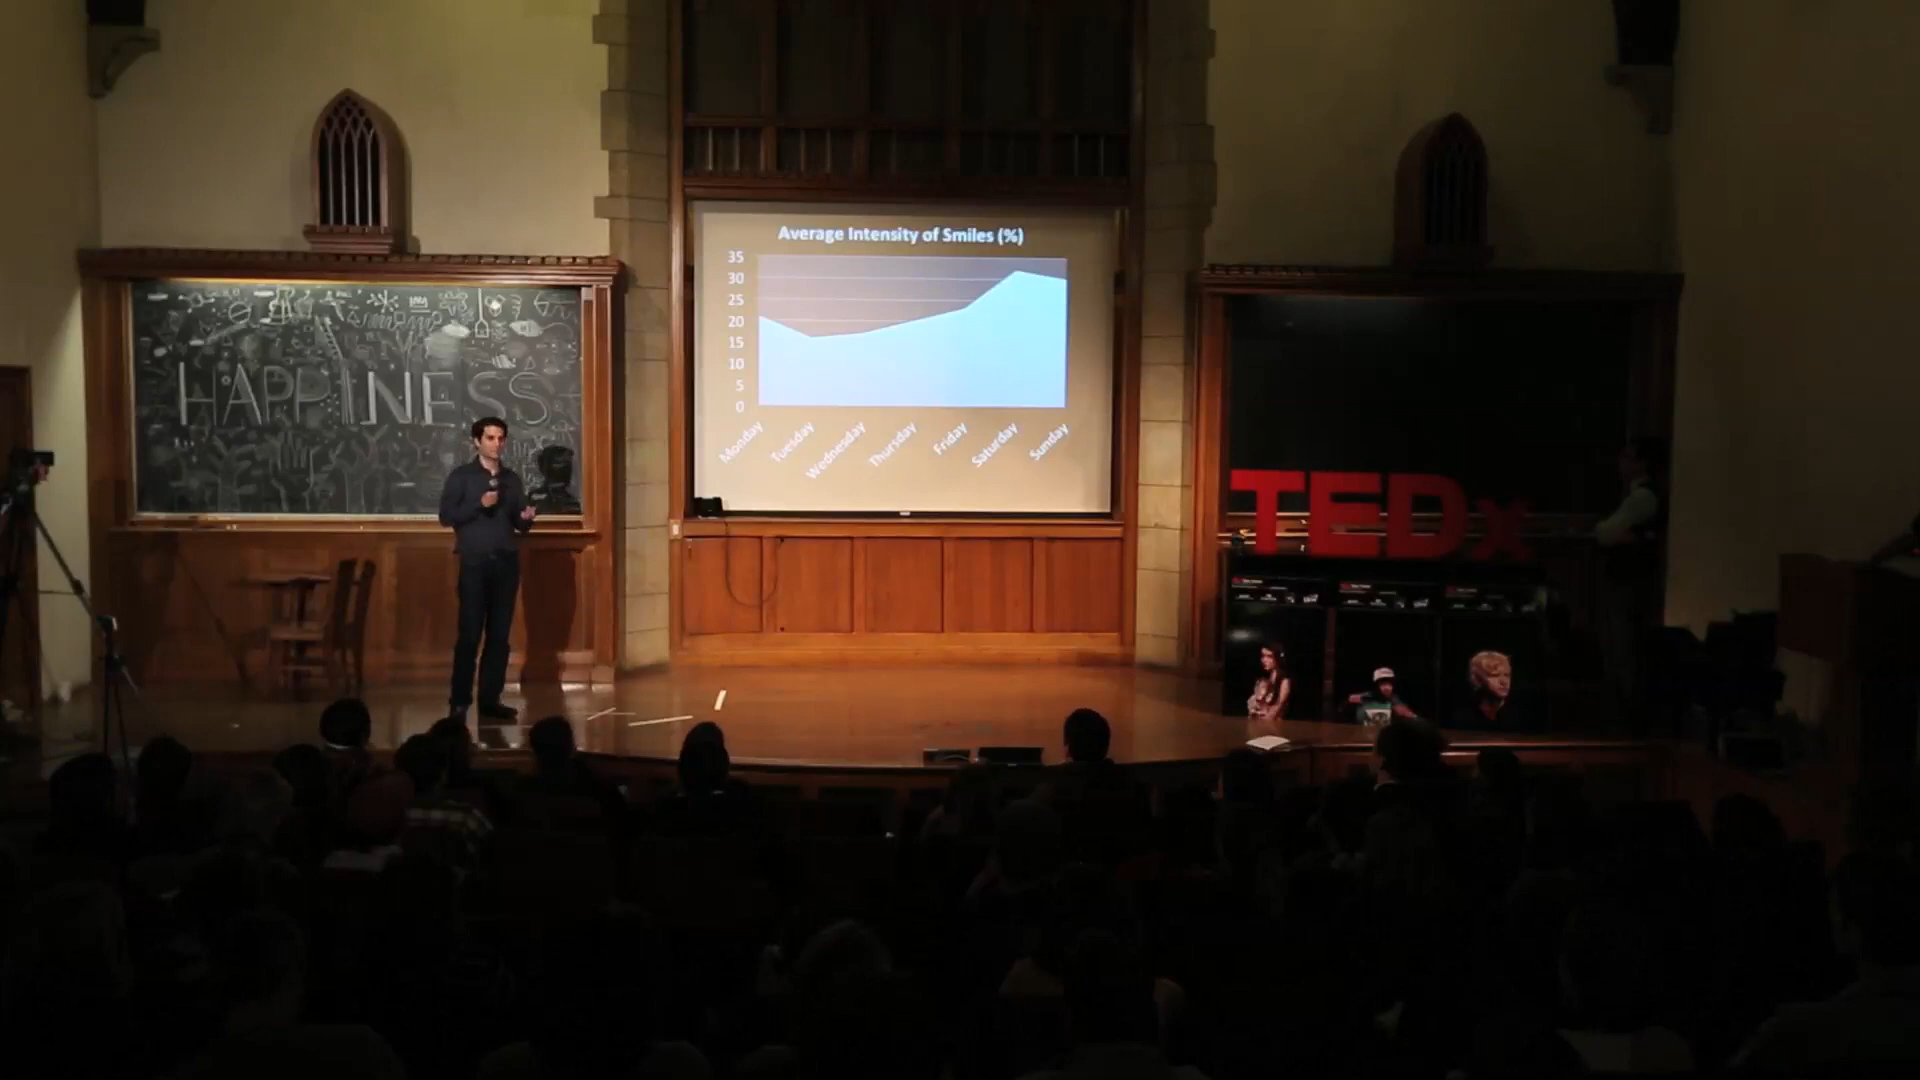 HAPPINESS
Average Intensity of Smiles (%)
35
30
25
20
15
10
5
0
Monday
Tuesday
Wednesday
Thursday
Friday
Saturday
Sunday
TEDx